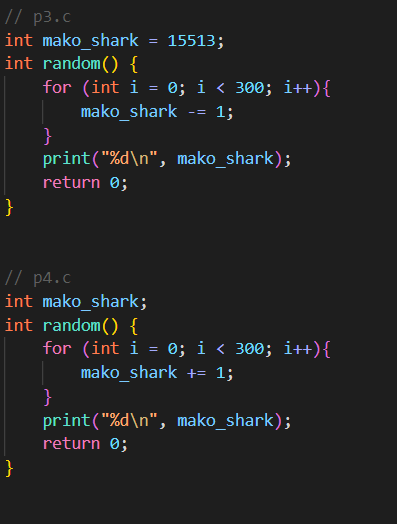 // p3.c
int mako_shark = 15513;
int random() {
    for (int i = 0; i < 300; i++){
        mako_shark -= 1;
    }
    print("%d\n", mako_shark);
    return 0;
}
// p4.c
int mako_shark;
int random() {
    for (int i = 0; i < 300; i++){
        mako_shark += 1;
    }
    print("%d\n", mako_shark);
    return 0;
}